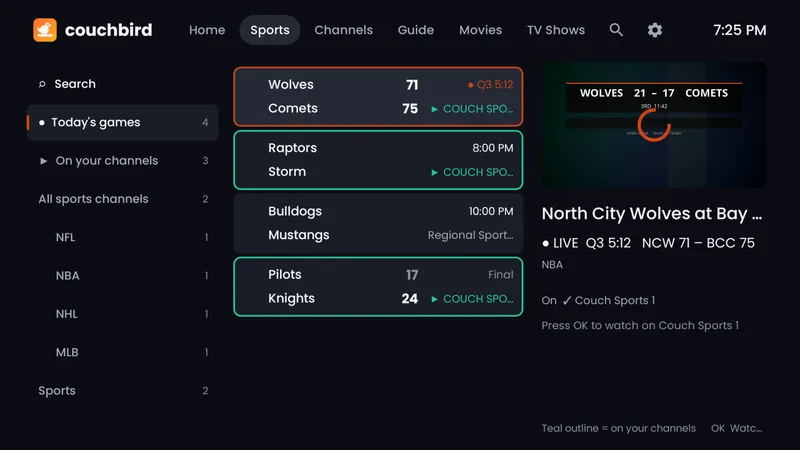 couchbird
Home Sports Channels Guide Movies TV Shows
7:25 PM
Search
Today's games 4
On your channels 3
All sports channels 2
NFL 1
NBA 1
NHL 1
MLB 1
Sports 2
Wolves 71 ● Q3 5:12
Comets 75 ► COUCH SPO...
Raptors 8:00 PM
Storm ► COUCH SPO...
Bulldogs 10:00 PM
Mustangs Regional Sport...
Pilots 17 Final
Knights 24 ► COUCH SPO...
WOLVES 21 – 17 COMETS
3RD 11:42
North City Wolves at Bay ...
● LIVE Q3 5:12 NCW 71 – BCC 75
NBA
On ✓ Couch Sports 1
Press OK to watch on Couch Sports 1
Teal outline = on your channels OK Watc...